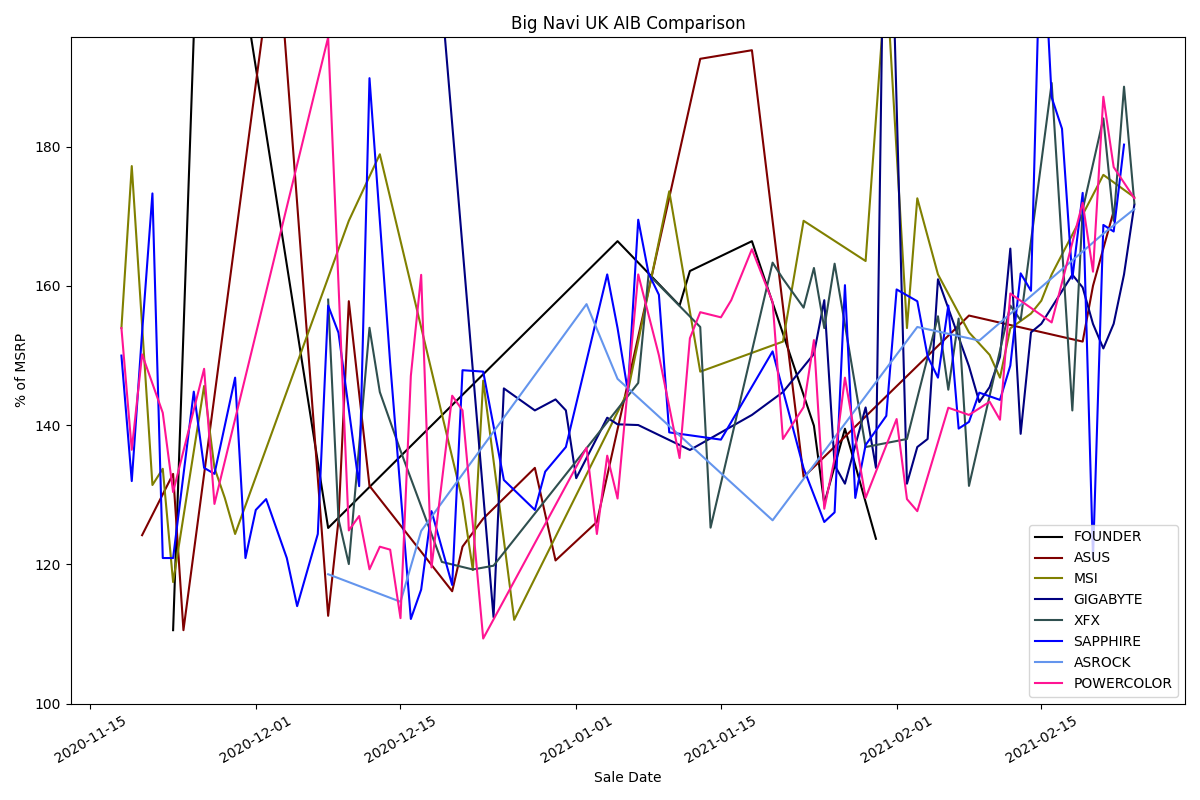 Big Navi UK AIB Comparison
% of MSRP
180
160
140
120
100
FOUNDER
ASUS
MSI
GIGABYTE
XFX
SAPPHIRE
ASROCK
POWERCOLOR
2020-11-15
2020-12-01
2020-12-15
2021-01-01
2021-01-15
2021-02-01
2021-02-15
Sale Date